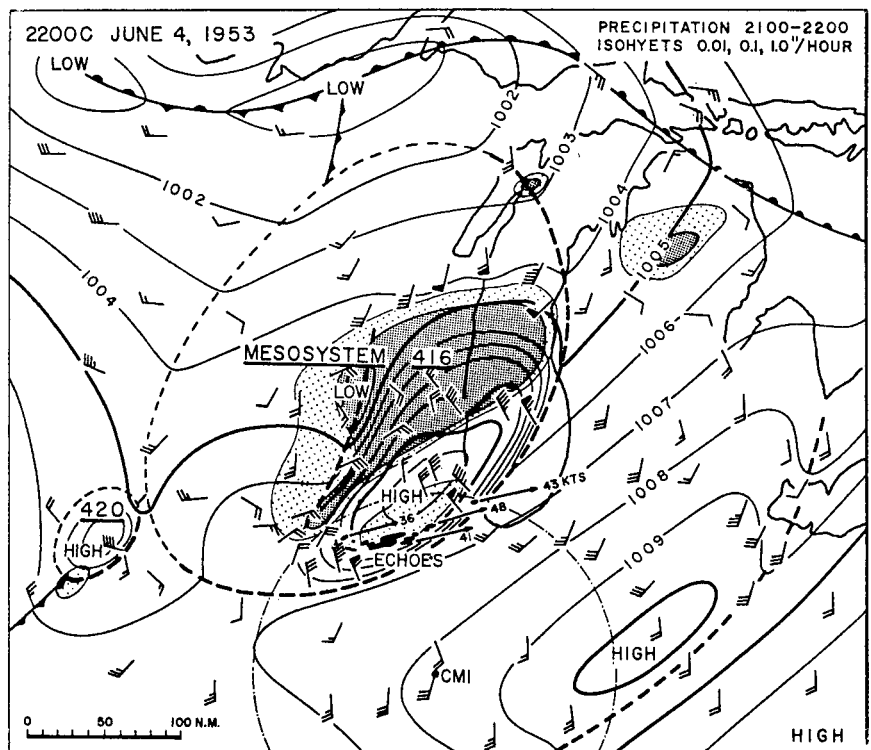 2200C JUNE 4, 1953
PRECIPITATION 2100-2200
ISOHYETS 0.01, 0.1, 1.0"/HOUR
LOW
LOW
1002
1003
1002
1004
1004
1005
1006
MESOSYSTEM 416
LOW
1007
HIGH
H
43 KTS
1008
420
36
48
HIGH
41
ECHOES
1009
HIGH
CMI
0 50 100 N.M.
HIGH